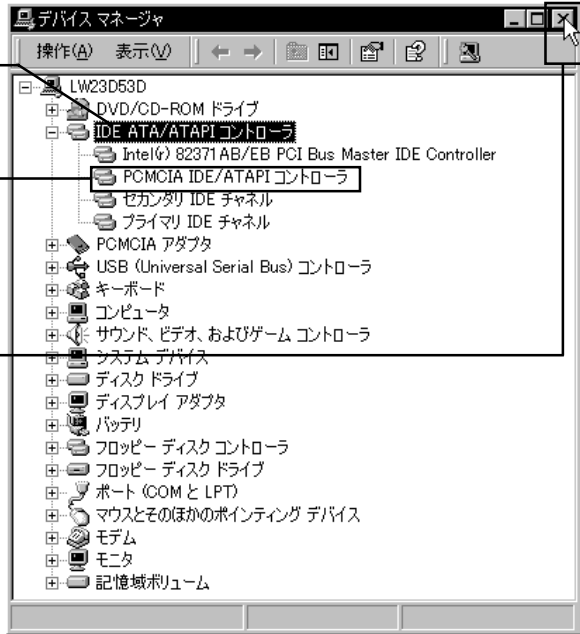 デバイス マネージャ
操作(A) 表示(V)
LW23D53D
DVD/CD-ROM ドライブ
IDE ATA/ATAPI コントローラ
Intel(r) 82371AB/EB PCI Bus Master IDE Controller
PCMCIA IDE/ATAPI コントローラ
セカンダリ IDE チャネル
プライマリ IDE チャネル
PCMCIA アダプタ
USB (Universal Serial Bus) コントローラ
キーボード
コンピュータ
サウンド、ビデオ、およびゲーム コントローラ
システム デバイス
ディスク ドライブ
ディスプレイ アダプタ
バッテリ
フロッピー ディスク コントローラ
フロッピー ディスク ドライブ
ポート (COM と LPT)
マウスとそのほかのポインティング デバイス
モデム
モニタ
記憶域ボリューム